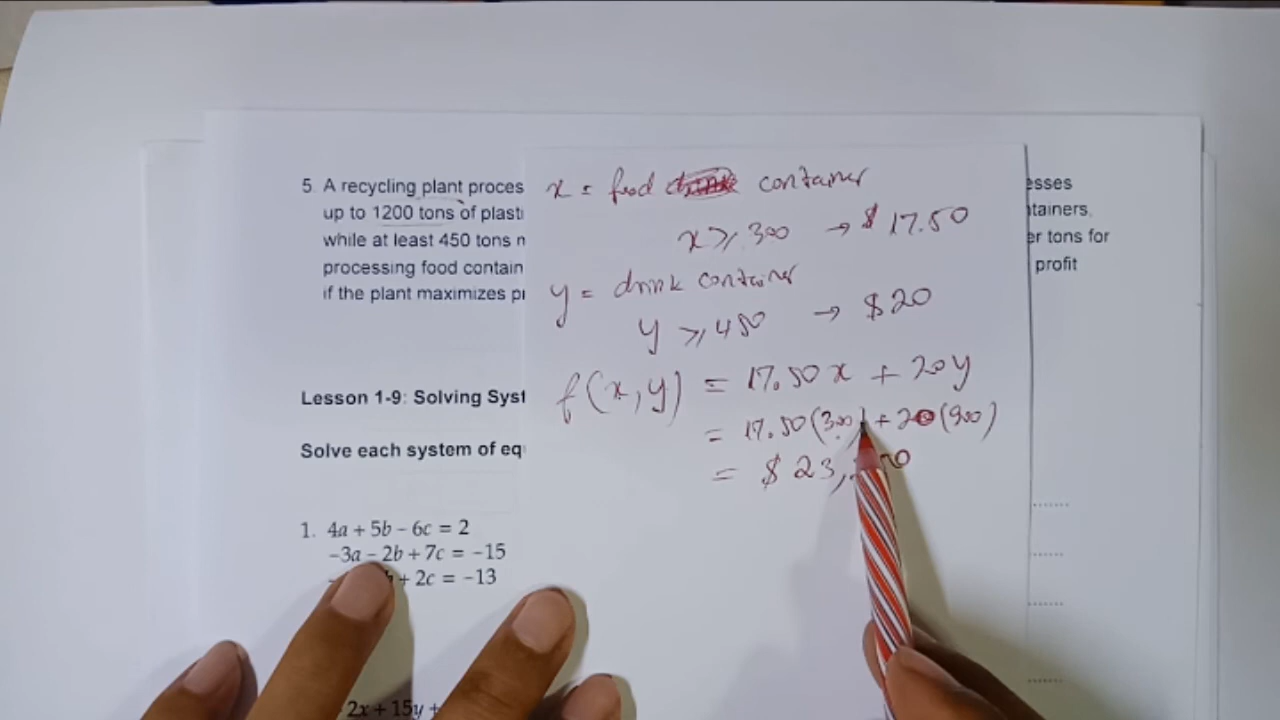 5. A recycling plant proces
up to 1200 tons of plasti
while at least 450 tons n
processing food contain
if the plant maximizes pr
esses
tainers,
er tons for
profit
x = food container
x ≥ 300 → $ 17.50
y = drink container
y ≥ 450 → $20
f(x,y) = 17.50x + 20y
= 17.50(300) + 20(900)
= $ 23,
Lesson 1-9: Solving Syst
Solve each system of eq
1. 4a + 5b − 6c = 2
−3a − 2b + 7c = −15
+ 2c = −13
2x + 15y +